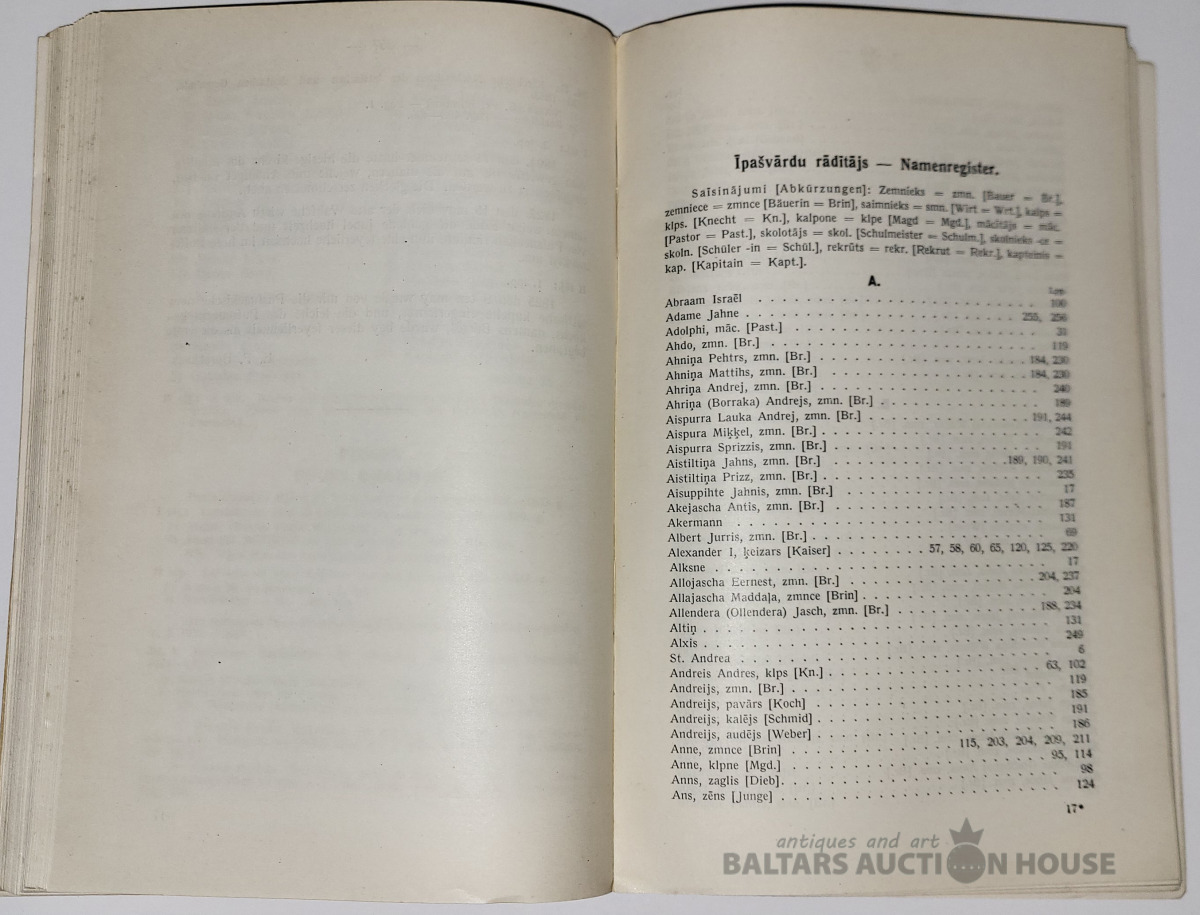 Īpašvārdu rādītājs — Namenregister.
Saīsinājumi [Abkürzungen]: Zemnieks = zmn. [Bauer = Br.],
zemniece = zmnce [Bäuerin = Brin], saimnieks = smn. [Wirt = Wrt.], kalps =
klps. [Knecht = Kn.], kalpone = klpe [Magd = Mgd.], mācītājs = māc.
[Pastor = Past.], skolotājs = skol. [Schulmeister = Schulm.], skolnieks -ce =
skoln. [Schüler -in = Schül.], rekrūts = rekr. [Rekrut = Rekr.], kapteinis =
kap. [Kapitain = Kapt.].
A.
Lpp.
Abraam Israēl . . . 100
Adame Jahne . . . 255, 256
Adolphi, māc. [Past.] . . . 31
Ahdo, zmn. [Br.] . . . 119
Ahniņa Pehtrs, zmn. [Br.] . . . 184, 230
Ahniņa Mattihs, zmn. [Br.] . . . 184, 230
Ahriņa Andrej, zmn. [Br.] . . . 240
Ahriņa (Borraka) Andrejs, zmn. [Br.] . . . 189
Aispurra Lauka Andrej, zmn. [Br.] . . . 191, 244
Aispura Miķķel, zmn. [Br.] . . . 242
Aispurra Sprizzis, zmn. [Br.] . . . 191
Aistiltiņa Jahns, zmn. [Br.] . . . 189, 190, 241
Aistiltiņa Prizz, zmn. [Br.] . . . 235
Aisuppihte Jahnis, zmn. [Br.] . . . 17
Akejascha Antis, zmn. [Br.] . . . 187
Akermann . . . 131
Albert Jurris, zmn. [Br.] . . . 69
Alexander I, ķeizars [Kaiser] . . . 57, 58, 60, 65, 120, 125, 220
Alksne . . . 17
Allojascha Eernest, zmn. [Br.] . . . 204, 237
Allajascha Maddaļa, zmnce [Brin] . . . 204
Allendera (Ollendera) Jasch, zmn. [Br.] . . . 188, 234
Altiņ . . . 131
Alxis . . . 249
St. Andrea . . . 6
Andreis Andres, klps [Kn.] . . . 63, 102
Andreijs, zmn. [Br.] . . . 119
Andreijs, pavārs [Koch] . . . 185
Andreijs, kalējs [Schmid] . . . 191
Andreijs, audējs [Weber] . . . 186
Anne, zmnce [Brin] . . . 115, 203, 204, 209, 211
Anne, klpne [Mgd.] . . . 95, 114
Anns, zaglis [Dieb] . . . 98
Ans, zēns [Junge] . . . 124
17*
antiques and art
BALTARS AUCTION HOUSE